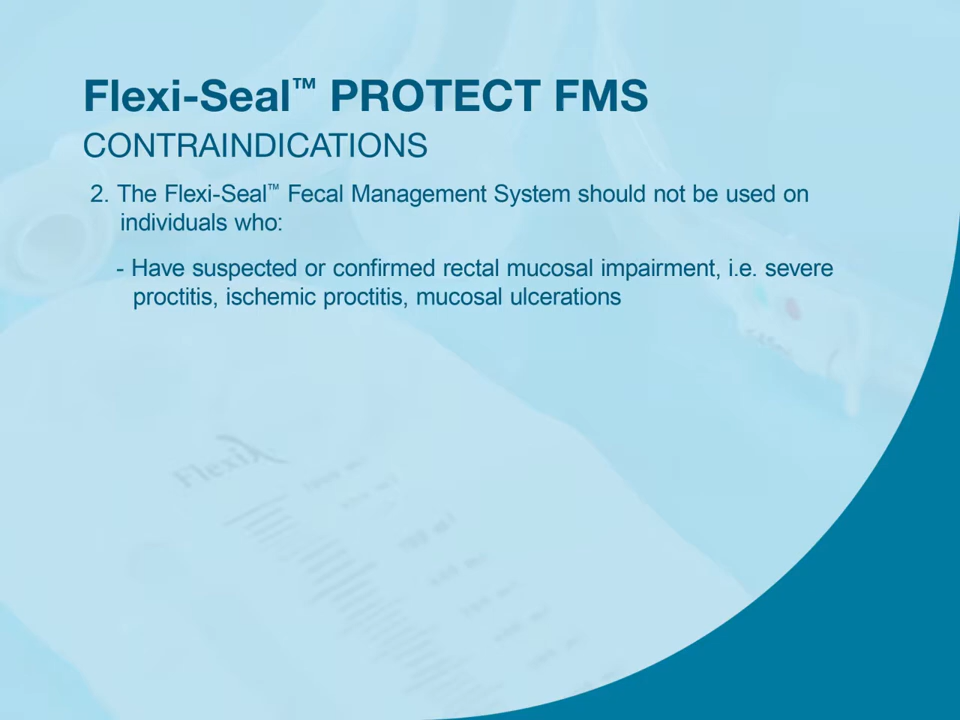 Flexi-Seal™ PROTECT FMS
CONTRAINDICATIONS
2. The Flexi-Seal™ Fecal Management System should not be used on
individuals who:
- Have suspected or confirmed rectal mucosal impairment, i.e. severe
proctitis, ischemic proctitis, mucosal ulcerations
Flexi